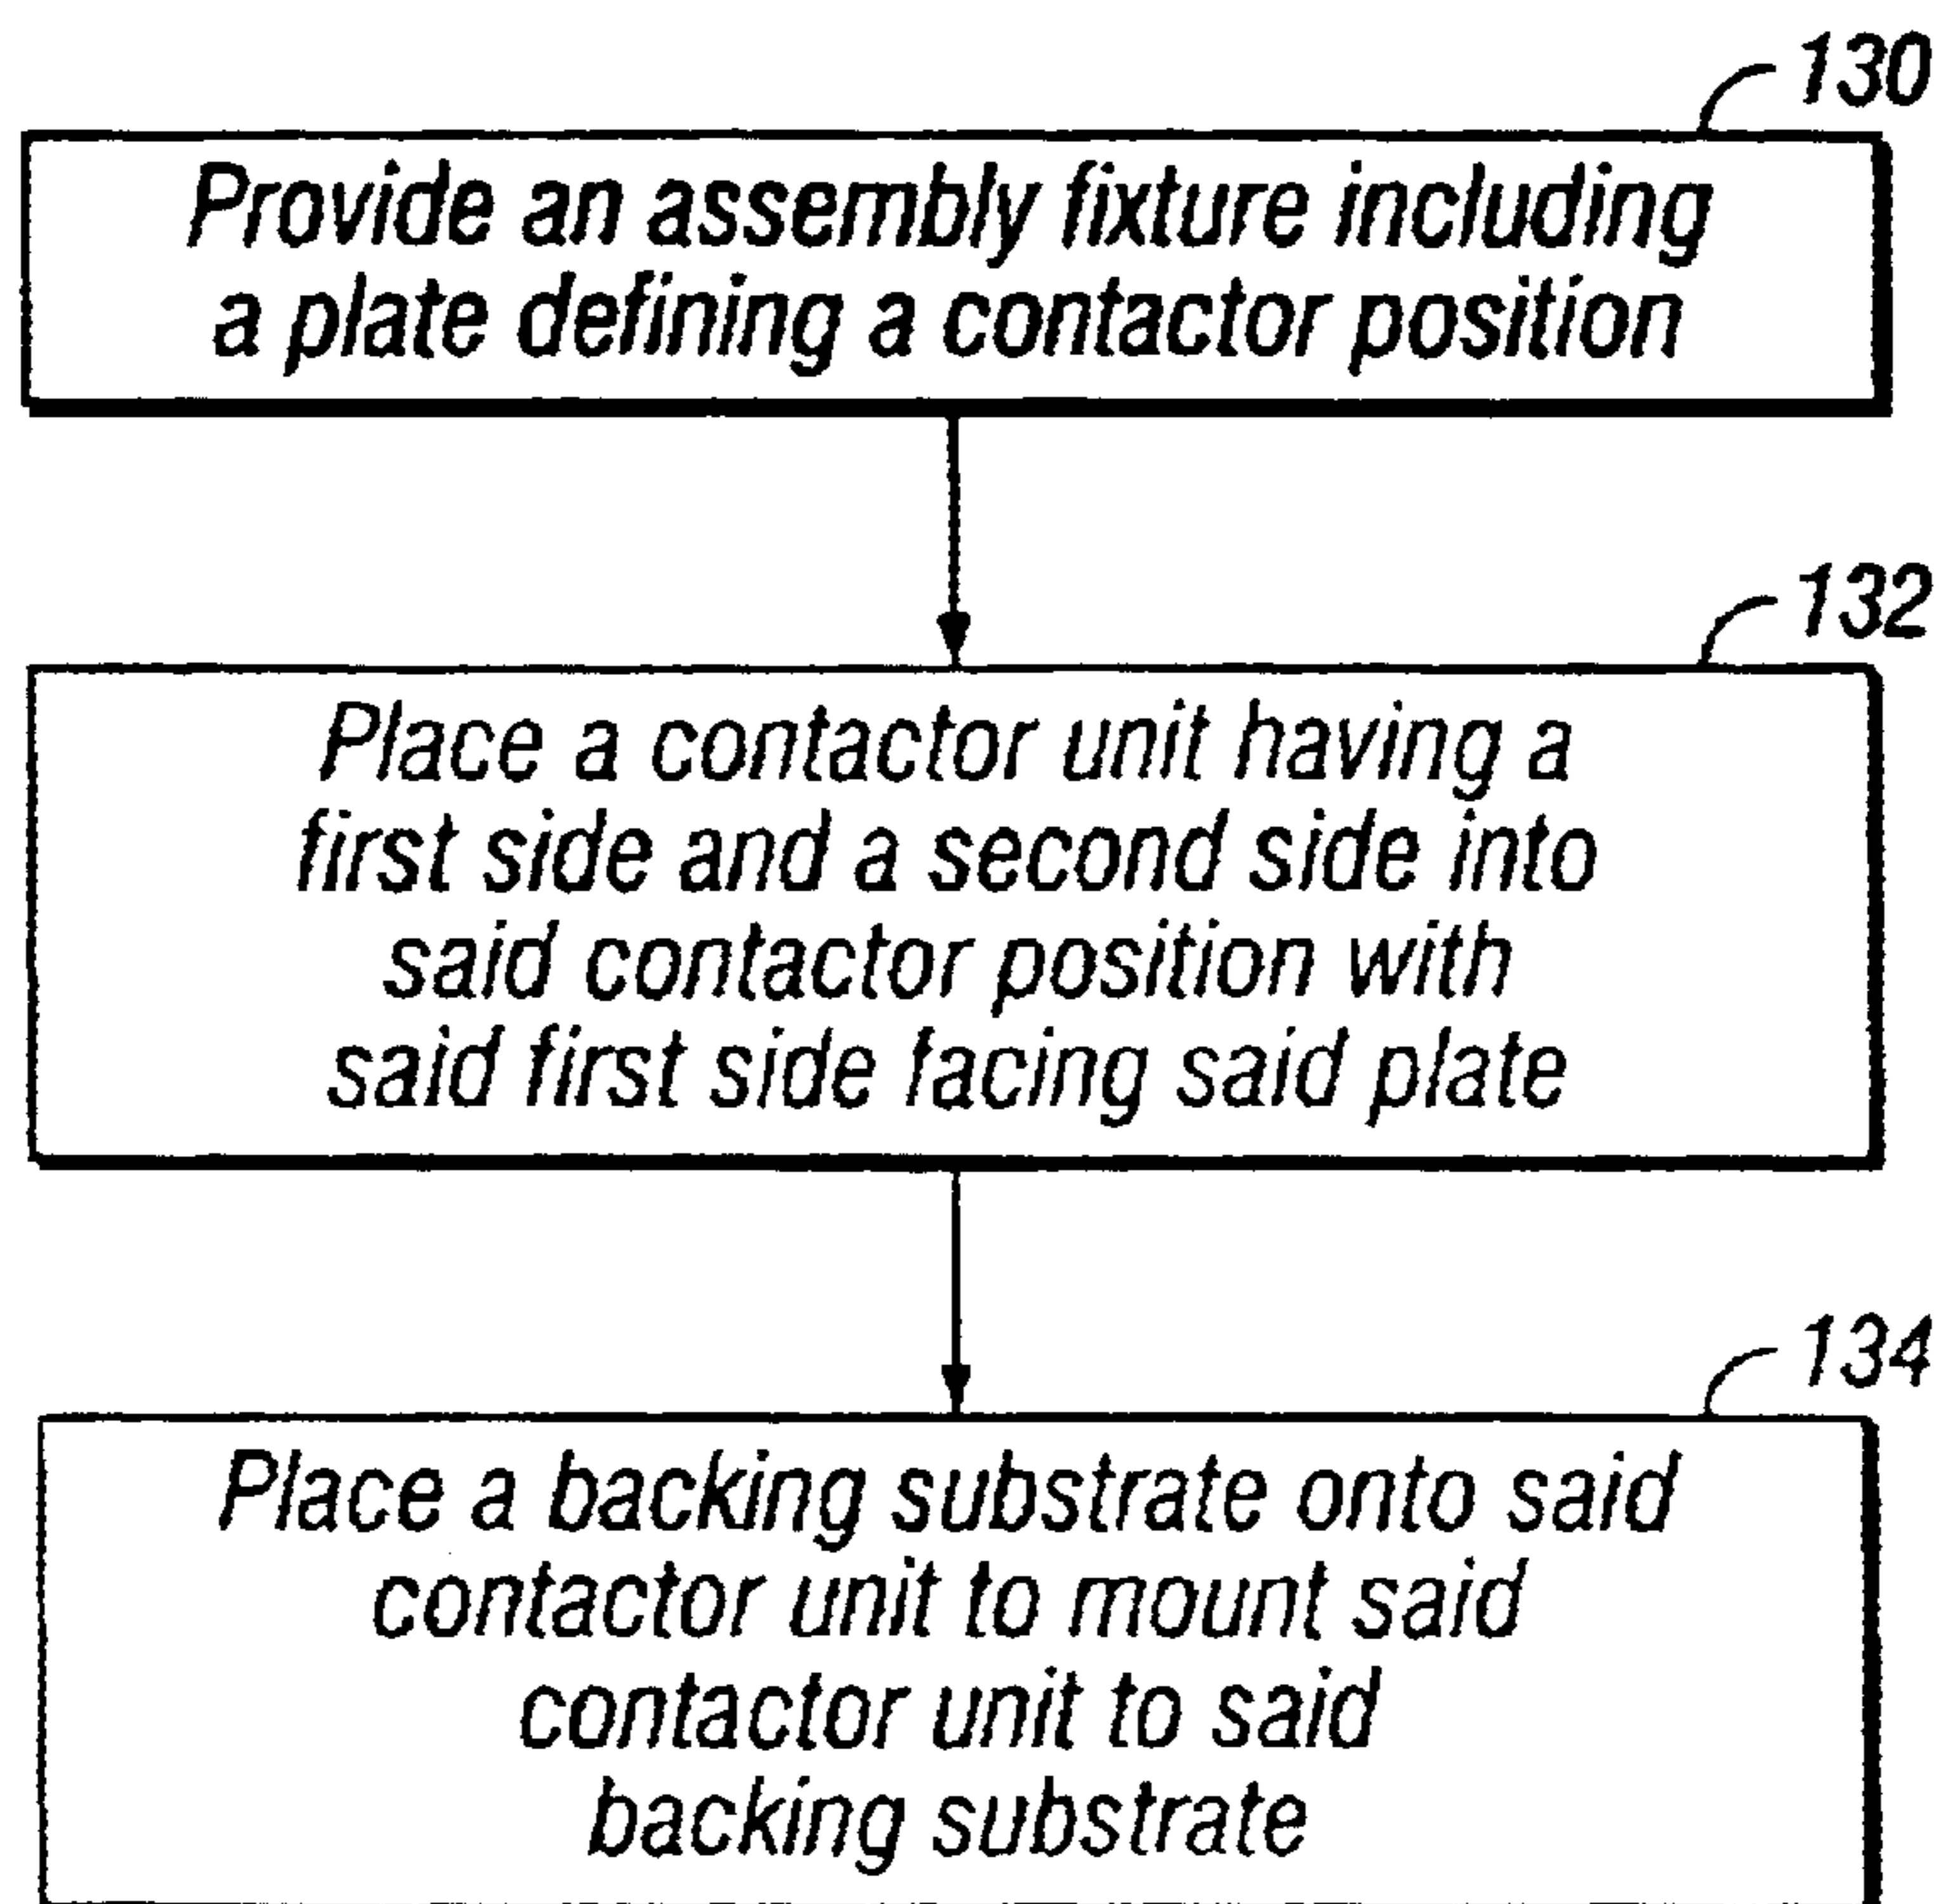 130
Provide an assembly fixture including
a plate defining a contactor position
132
Place a contactor unit having a
first side and a second side into
said contactor position with
said first side facing said plate
134
Place a backing substrate onto said
contactor unit to mount said
contactor unit to said
backing substrate